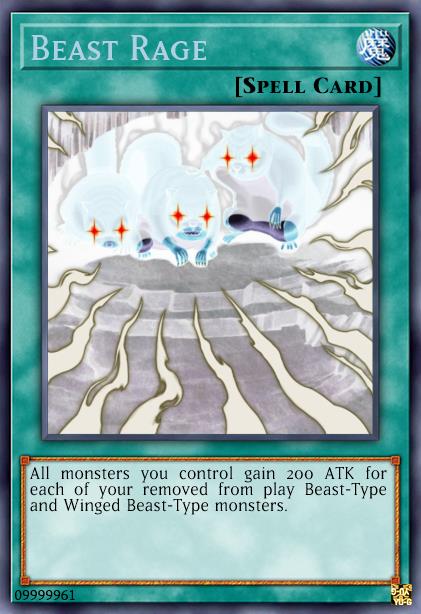 Beast Rage
魔
[Spell Card]
All monsters you control gain 200 ATK for
each of your removed from play Beast-Type
and Winged Beast-Type monsters.
09999961